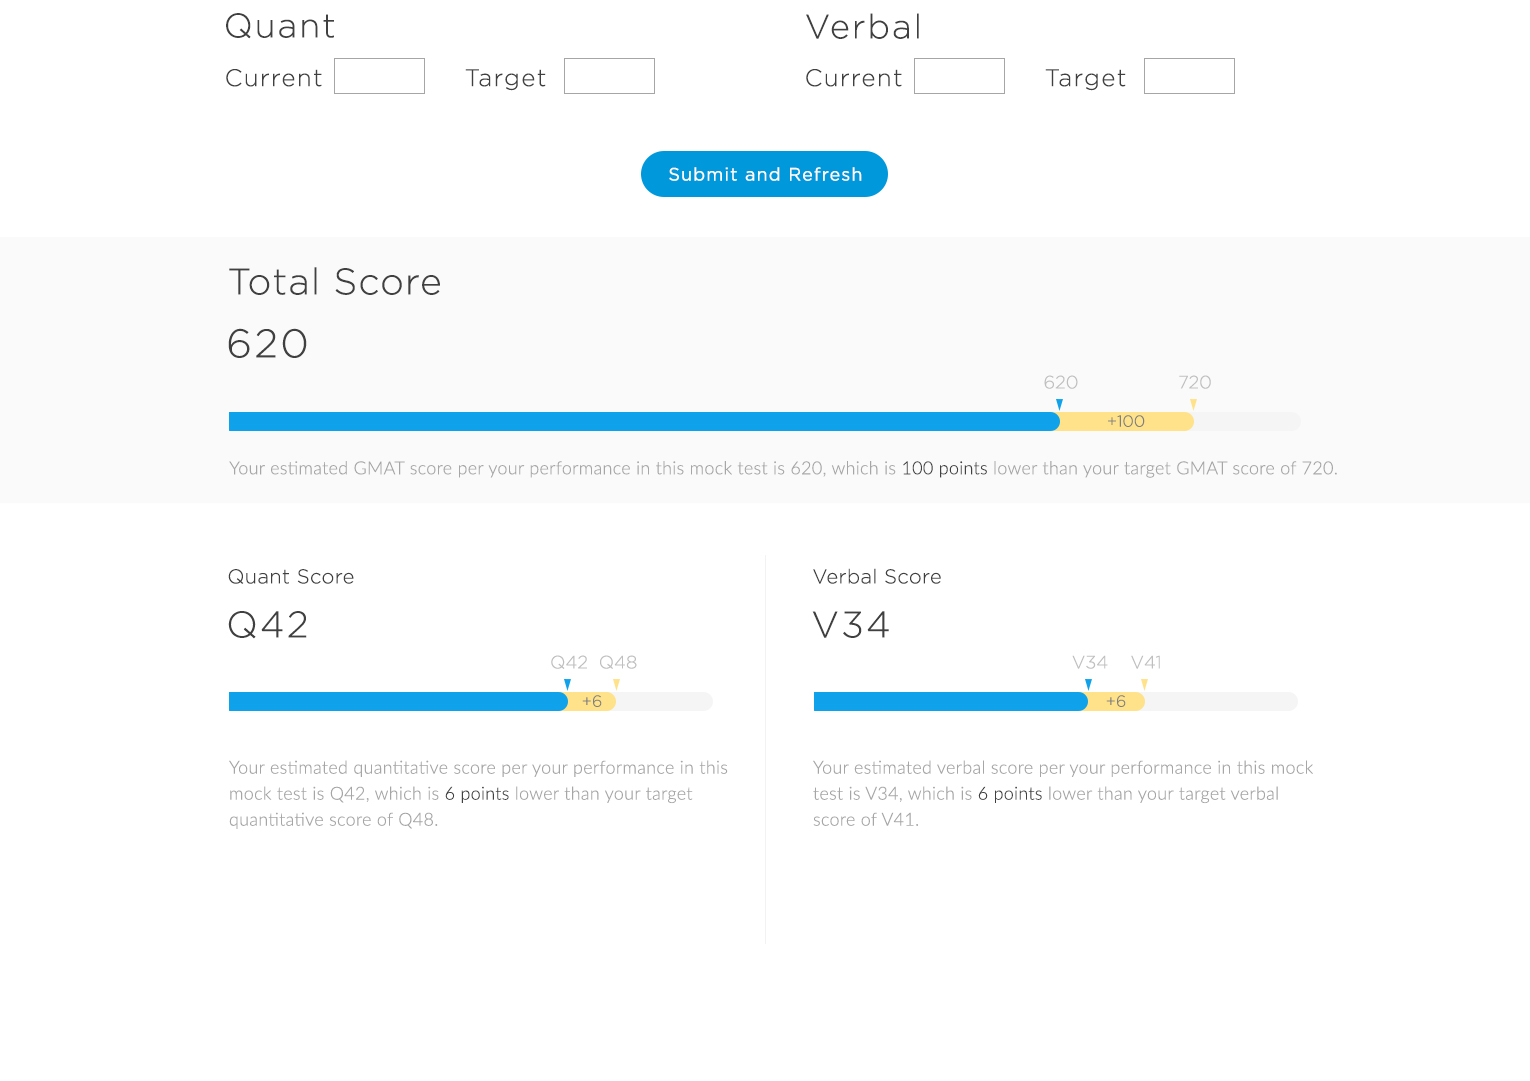 Quant
Current
Target
Verbal
Current
Target
Submit and Refresh
Total Score
620
620
720
+100
Your estimated GMAT score per your performance in this mock test is 620, which is 100 points lower than your target GMAT score of 720.
Quant Score
Q42
Q42
Q48
+6
Your estimated quantitative score per your performance in this
mock test is Q42, which is 6 points lower than your target
quantitative score of Q48.
Verbal Score
V34
V34
V41
+6
Your estimated verbal score per your performance in this mock
test is V34, which is 6 points lower than your target verbal
score of V41.